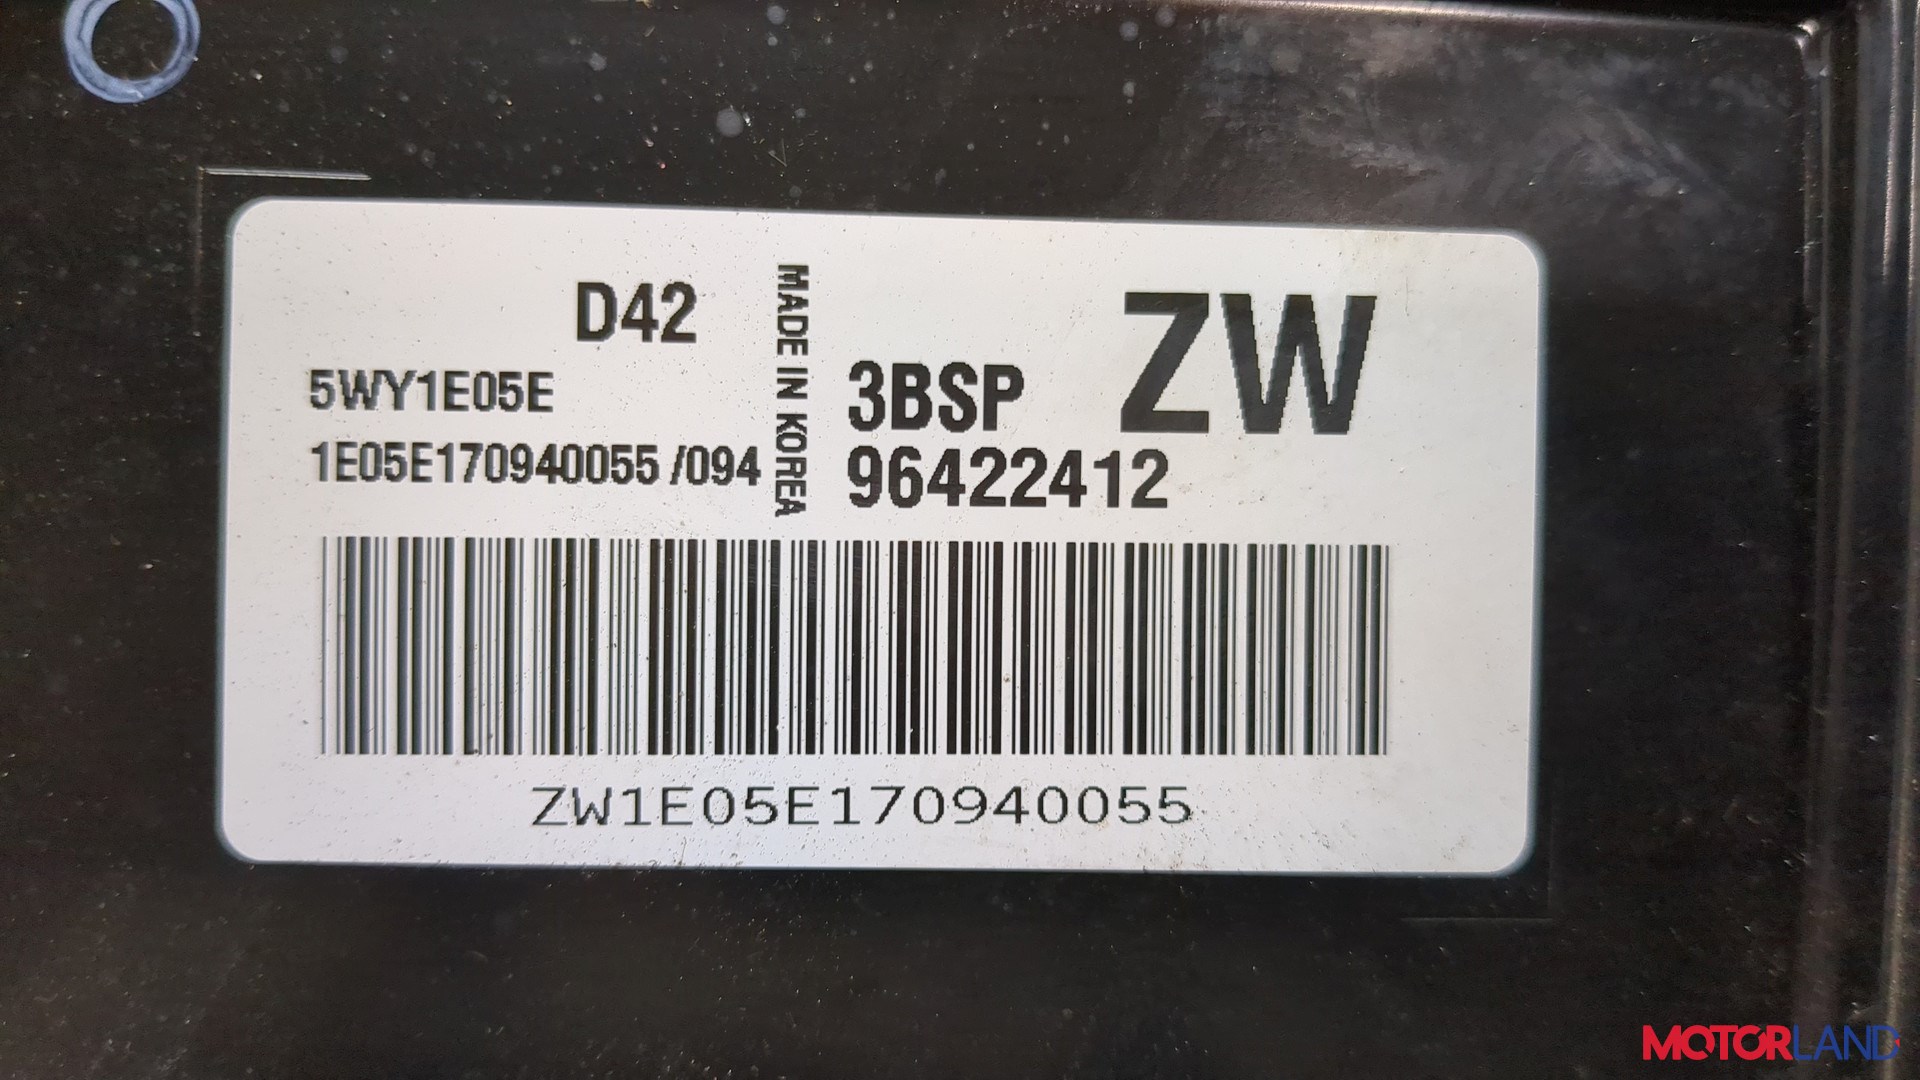 D42
5WY1E05E
1E05E170940055 /094
MADE IN KOREA
3BSP
96422412
ZW
ZW1E05E170940055
MOTORLAND